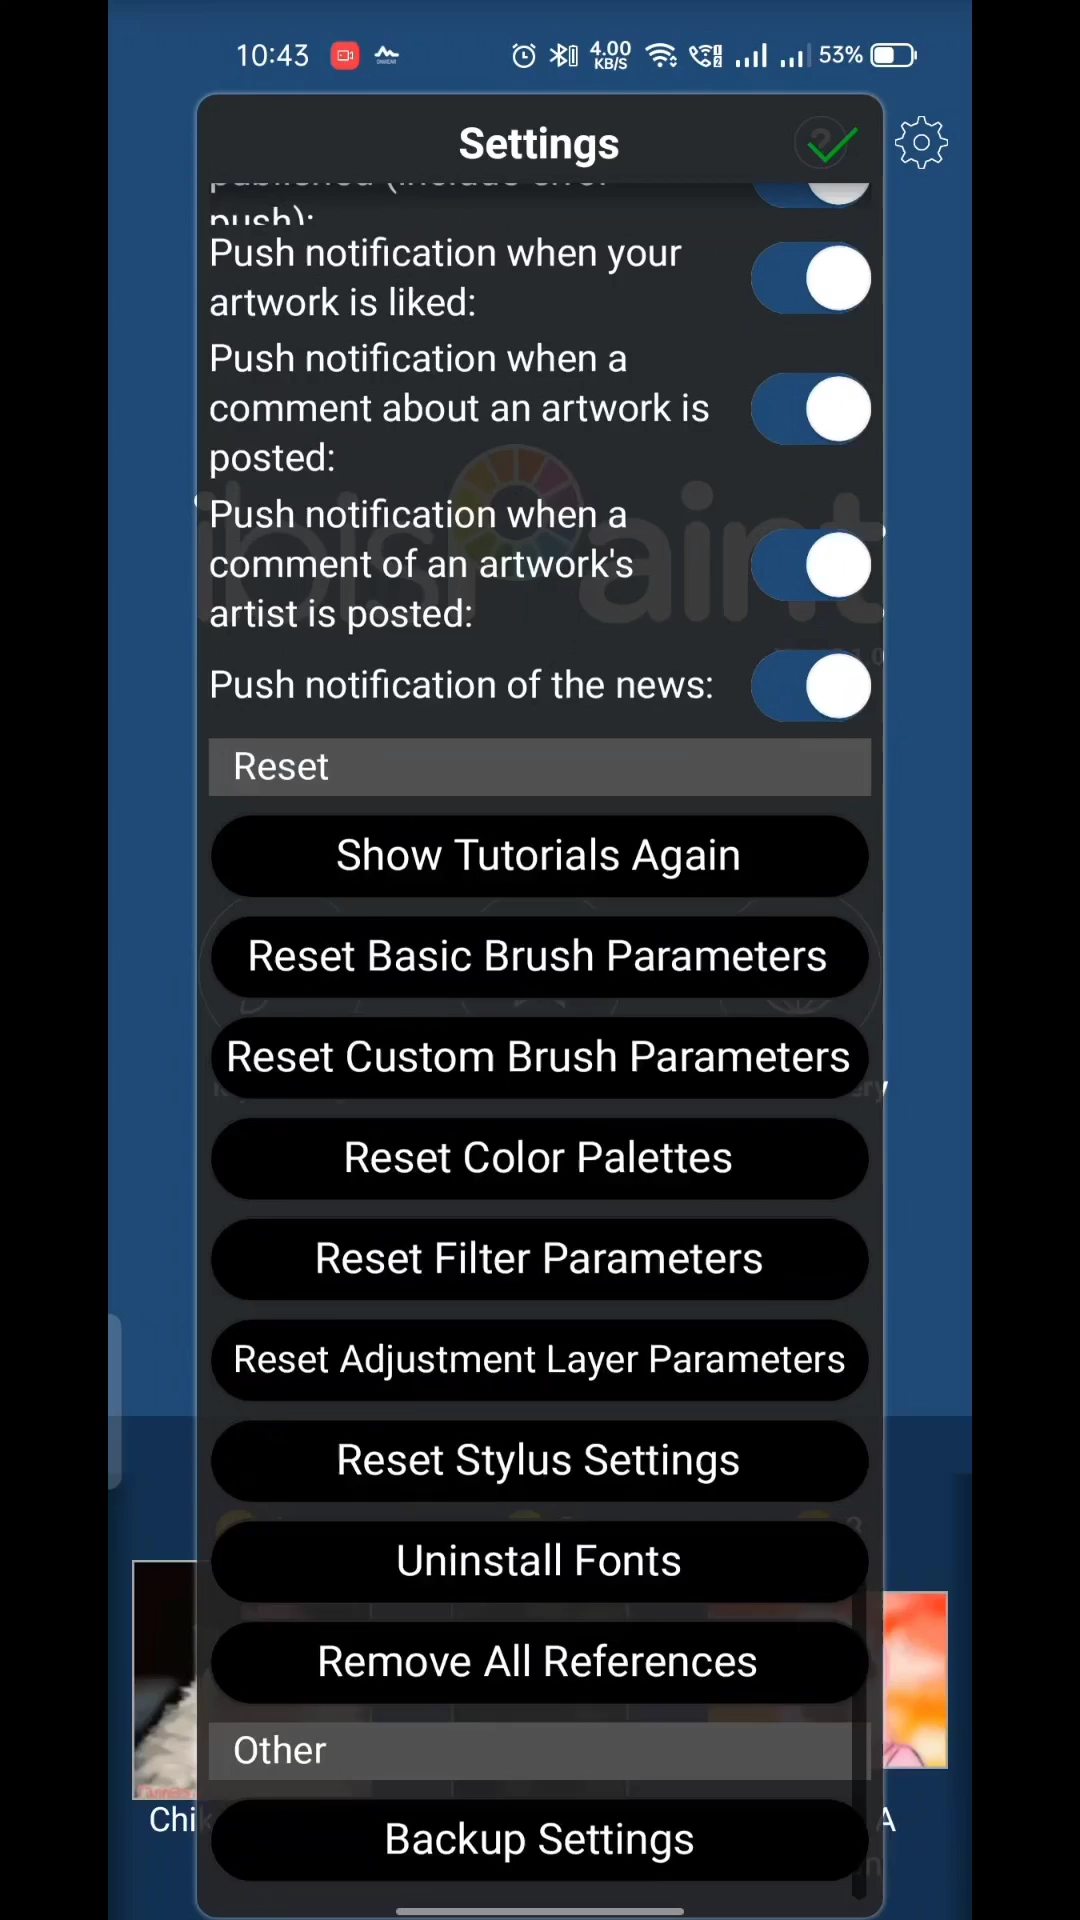 10:43
4.00
KB/S
53%
Settings
push):
Push notification when your
artwork is liked:
Push notification when a
comment about an artwork is
posted:
Push notification when a
comment of an artwork's
artist is posted:
Push notification of the news:
Reset
Show Tutorials Again
Reset Basic Brush Parameters
Reset Custom Brush Parameters
Reset Color Palettes
Reset Filter Parameters
Reset Adjustment Layer Parameters
Reset Stylus Settings
Uninstall Fonts
Remove All References
Other
Chi
A
Backup Settings